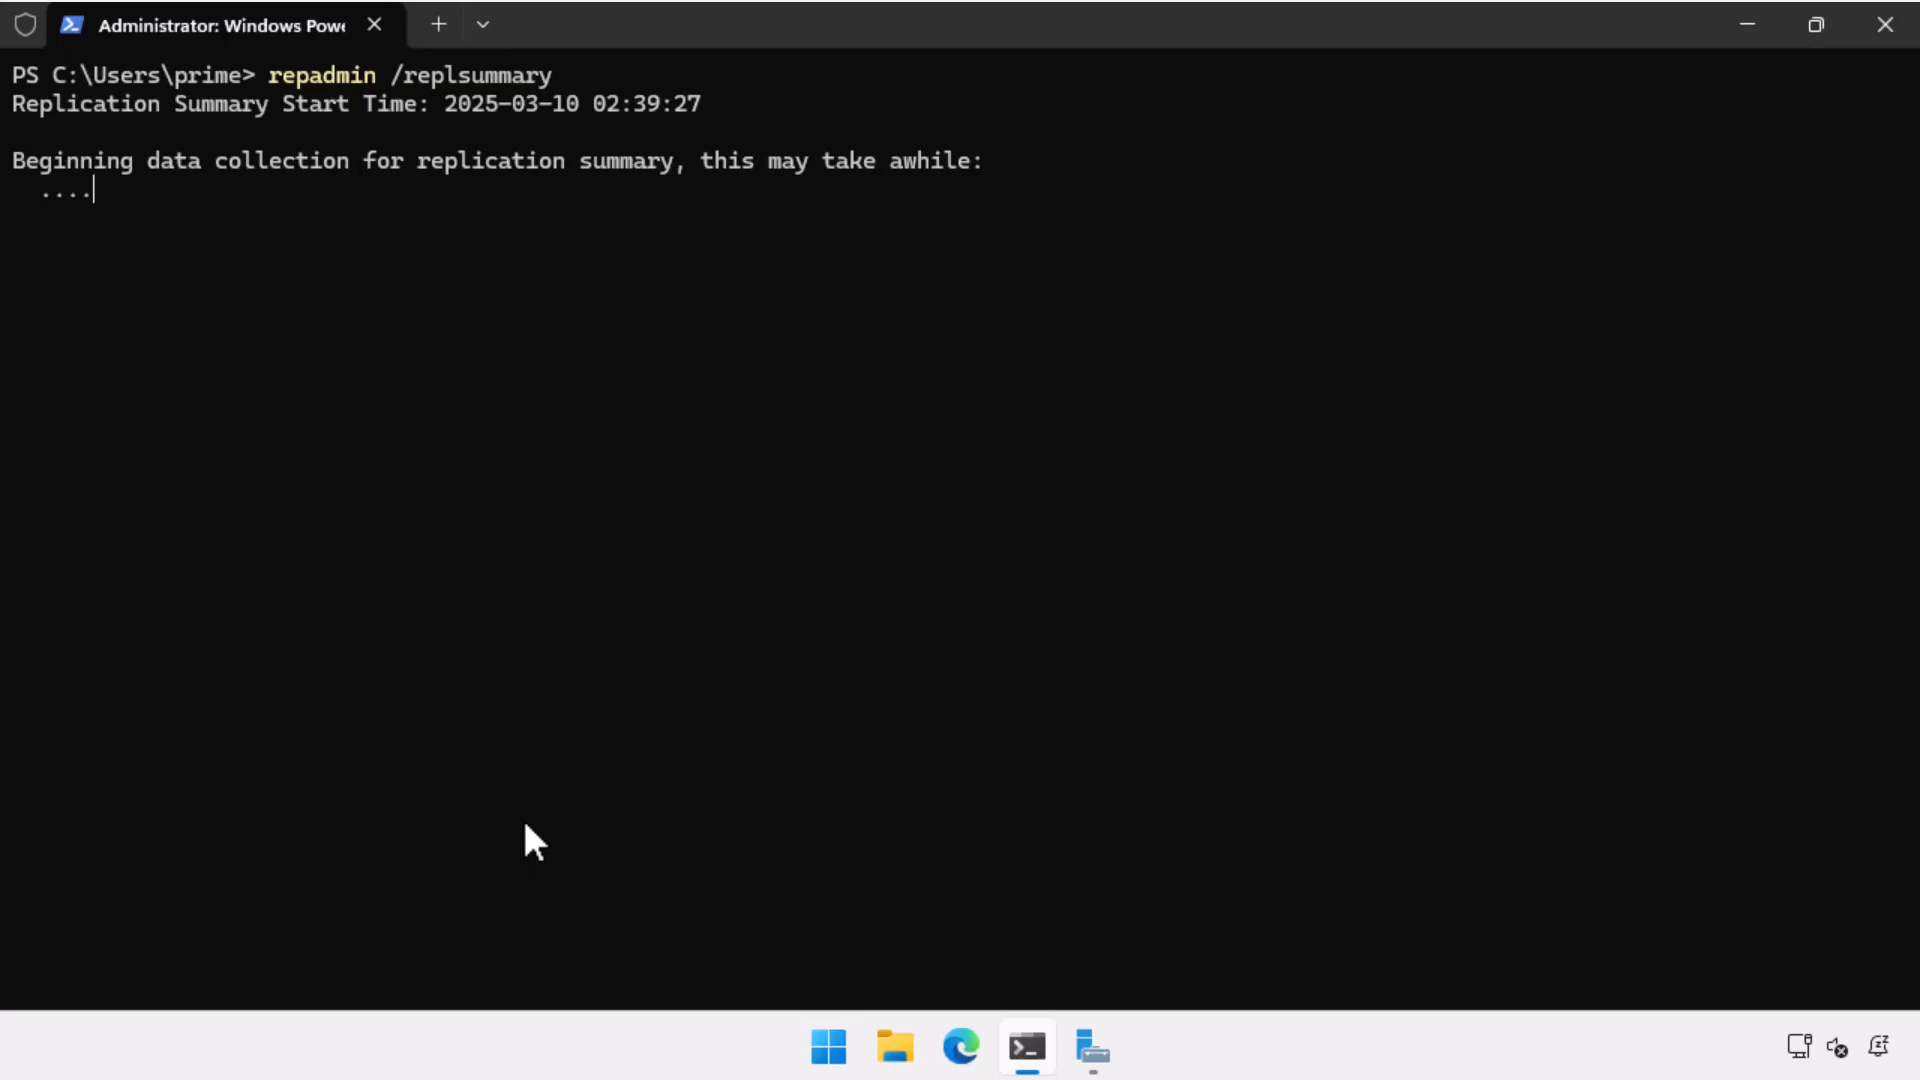 Administrator: Windows Powe
PS C:\Users\prime> repadmin /replsummary
Replication Summary Start Time: 2025-03-10 02:39:27
Beginning data collection for replication summary, this may take awhile:
....